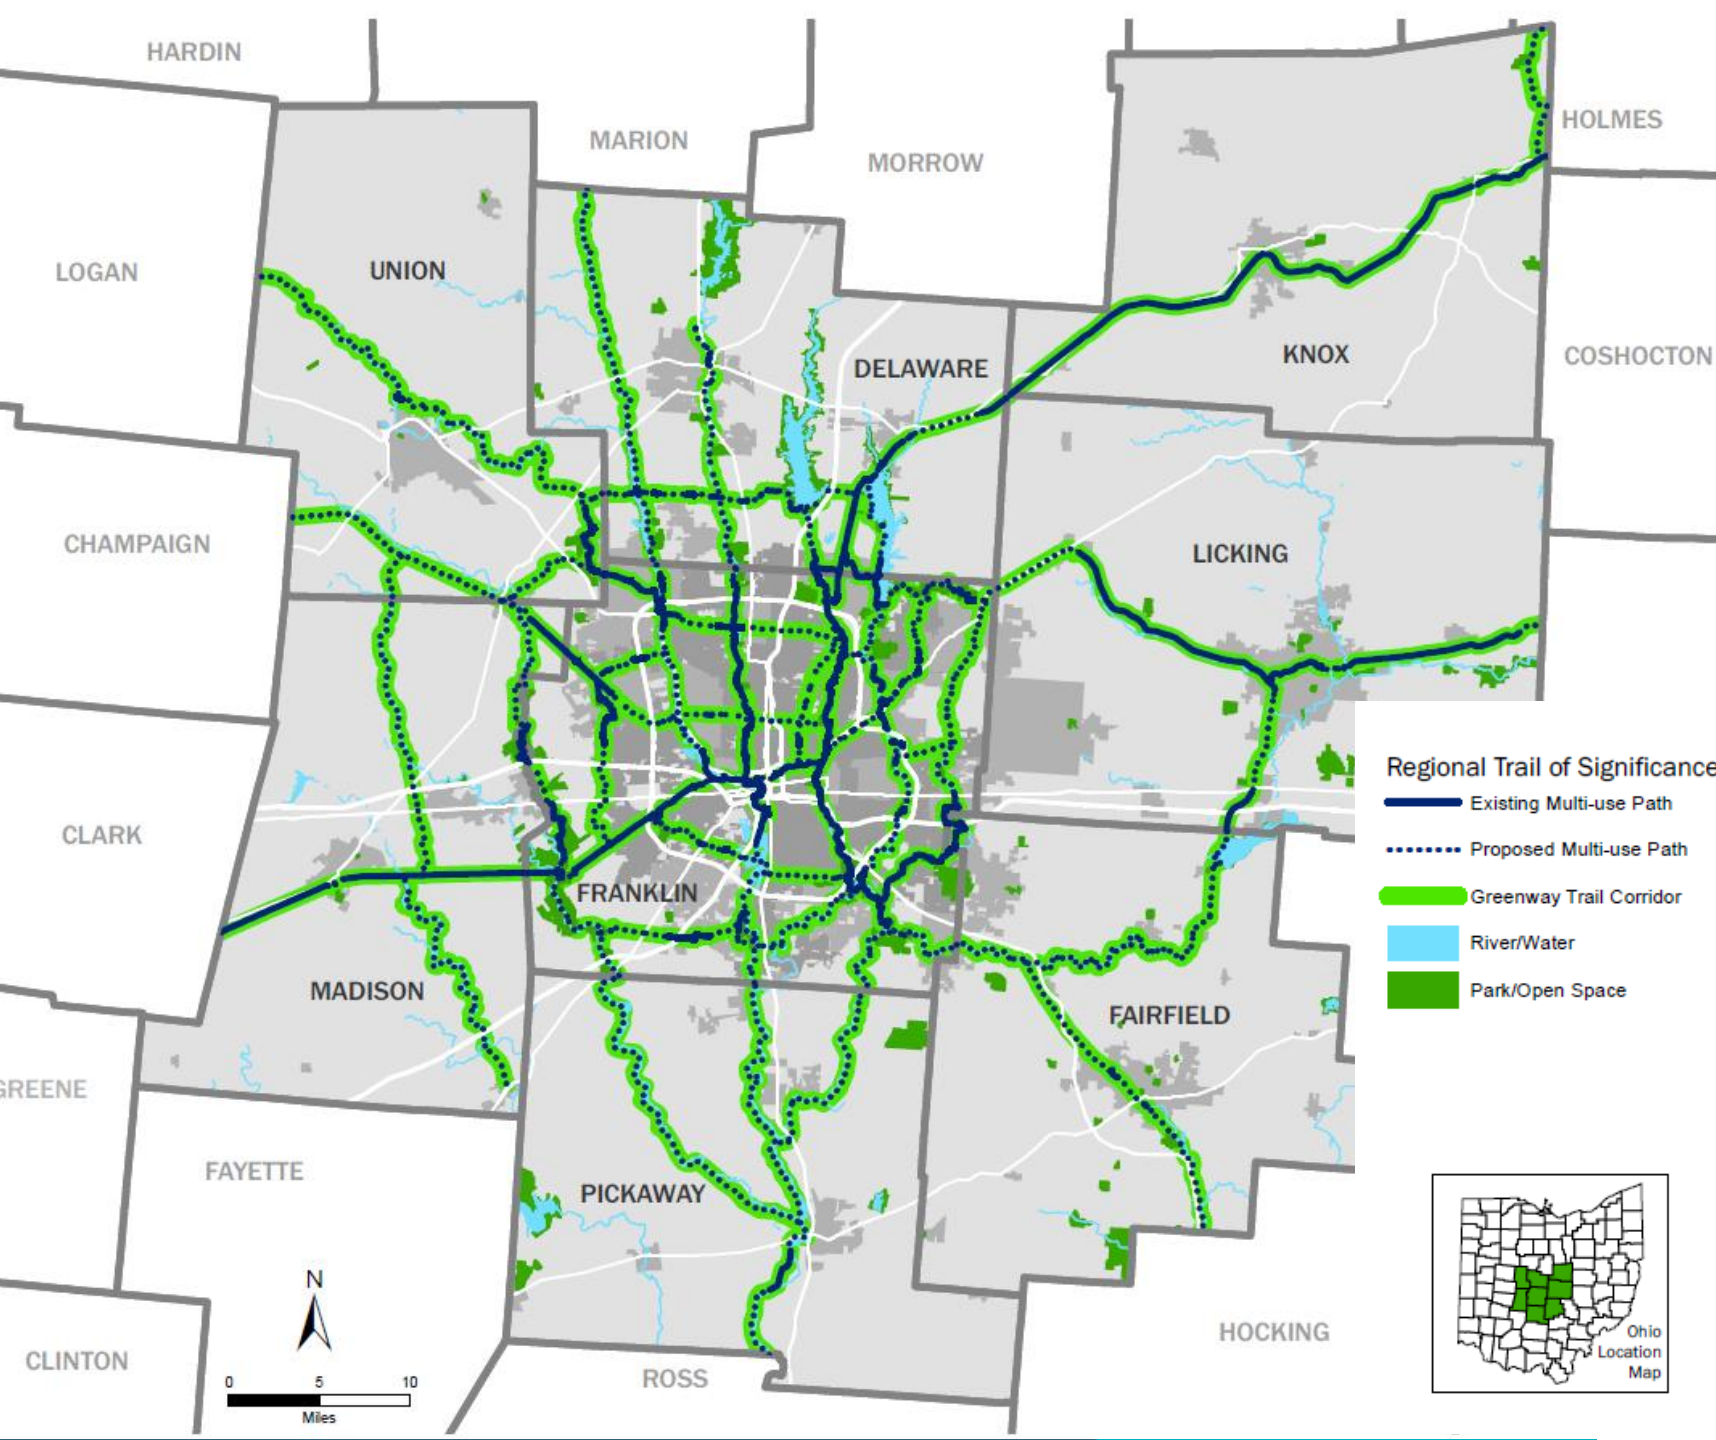 HARDIN
HOLMES
MARION
MORROW
LOGAN
UNION
DELAWARE
KNOX
COSHOCTON
CHAMPAIGN
LICKING
Regional Trail of Significance
Existing Multi-use Path
CLARK
Proposed Multi-use Path
FRANKLIN
Greenway Trail Corridor
River/Water
MADISON
Park/Open Space
FAIRFIELD
GREENE
FAYETTE
PICKAWAY
N
HOCKING
Ohio
Location
Map
CLINTON
ROSS
0 5 10
Miles